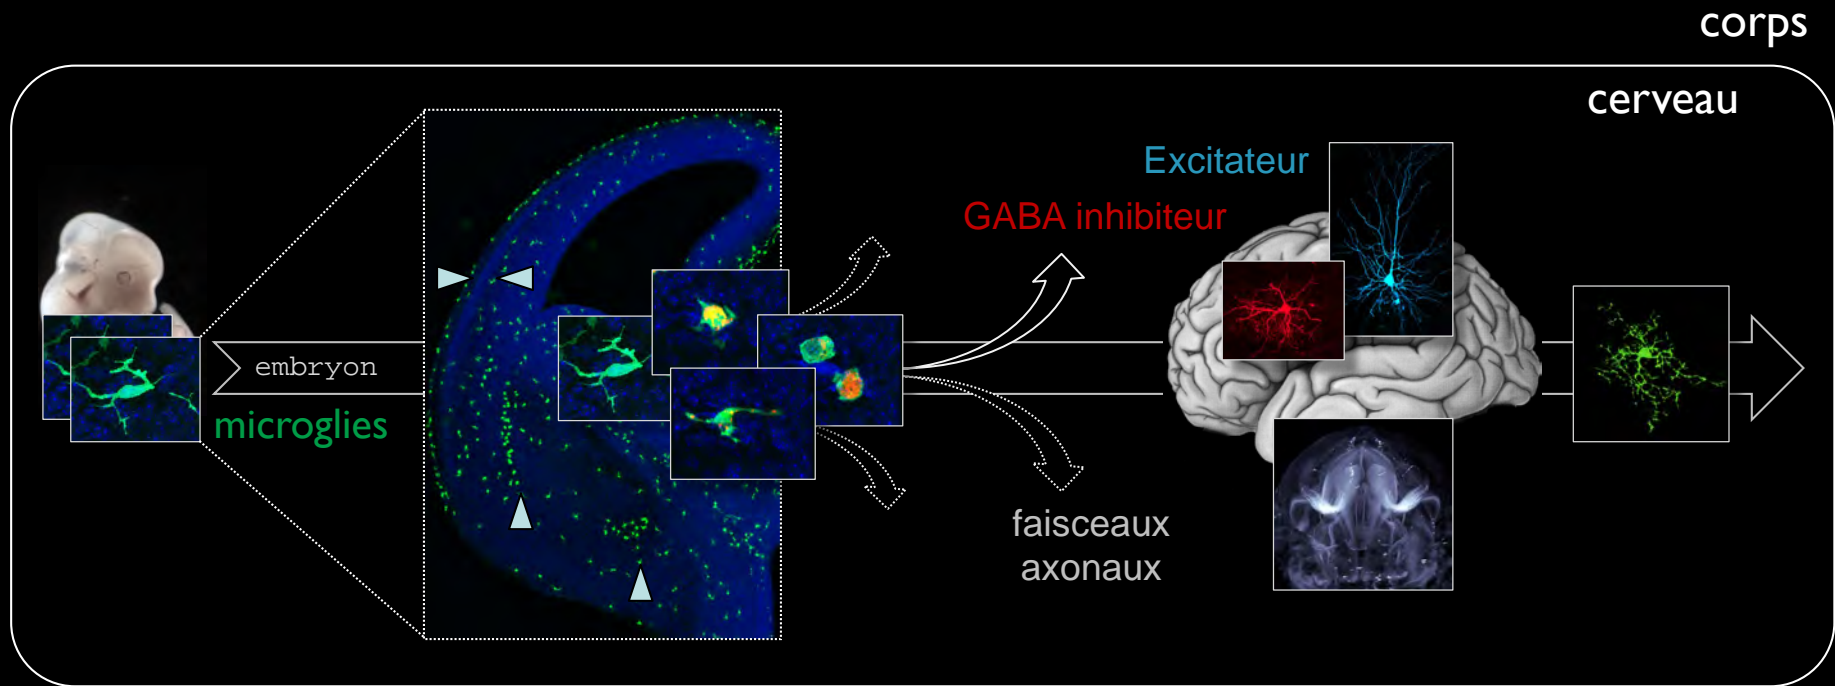 corps
cerveau
Excitateur
GABA inhibiteur
embryon
microglies
faisceaux
axonaux